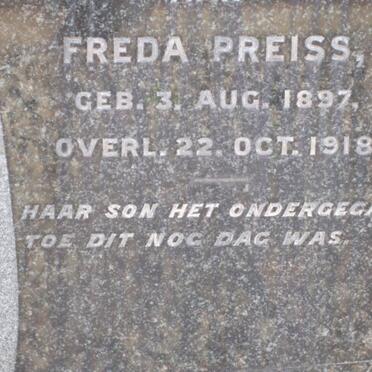 FREDA PREISS,
GEB. 3. AUG. 1897,
OVERL. 22. OCT. 1918
HAAR SON HET ONDERGEGA
TOE DIT NOG DAG WAS.